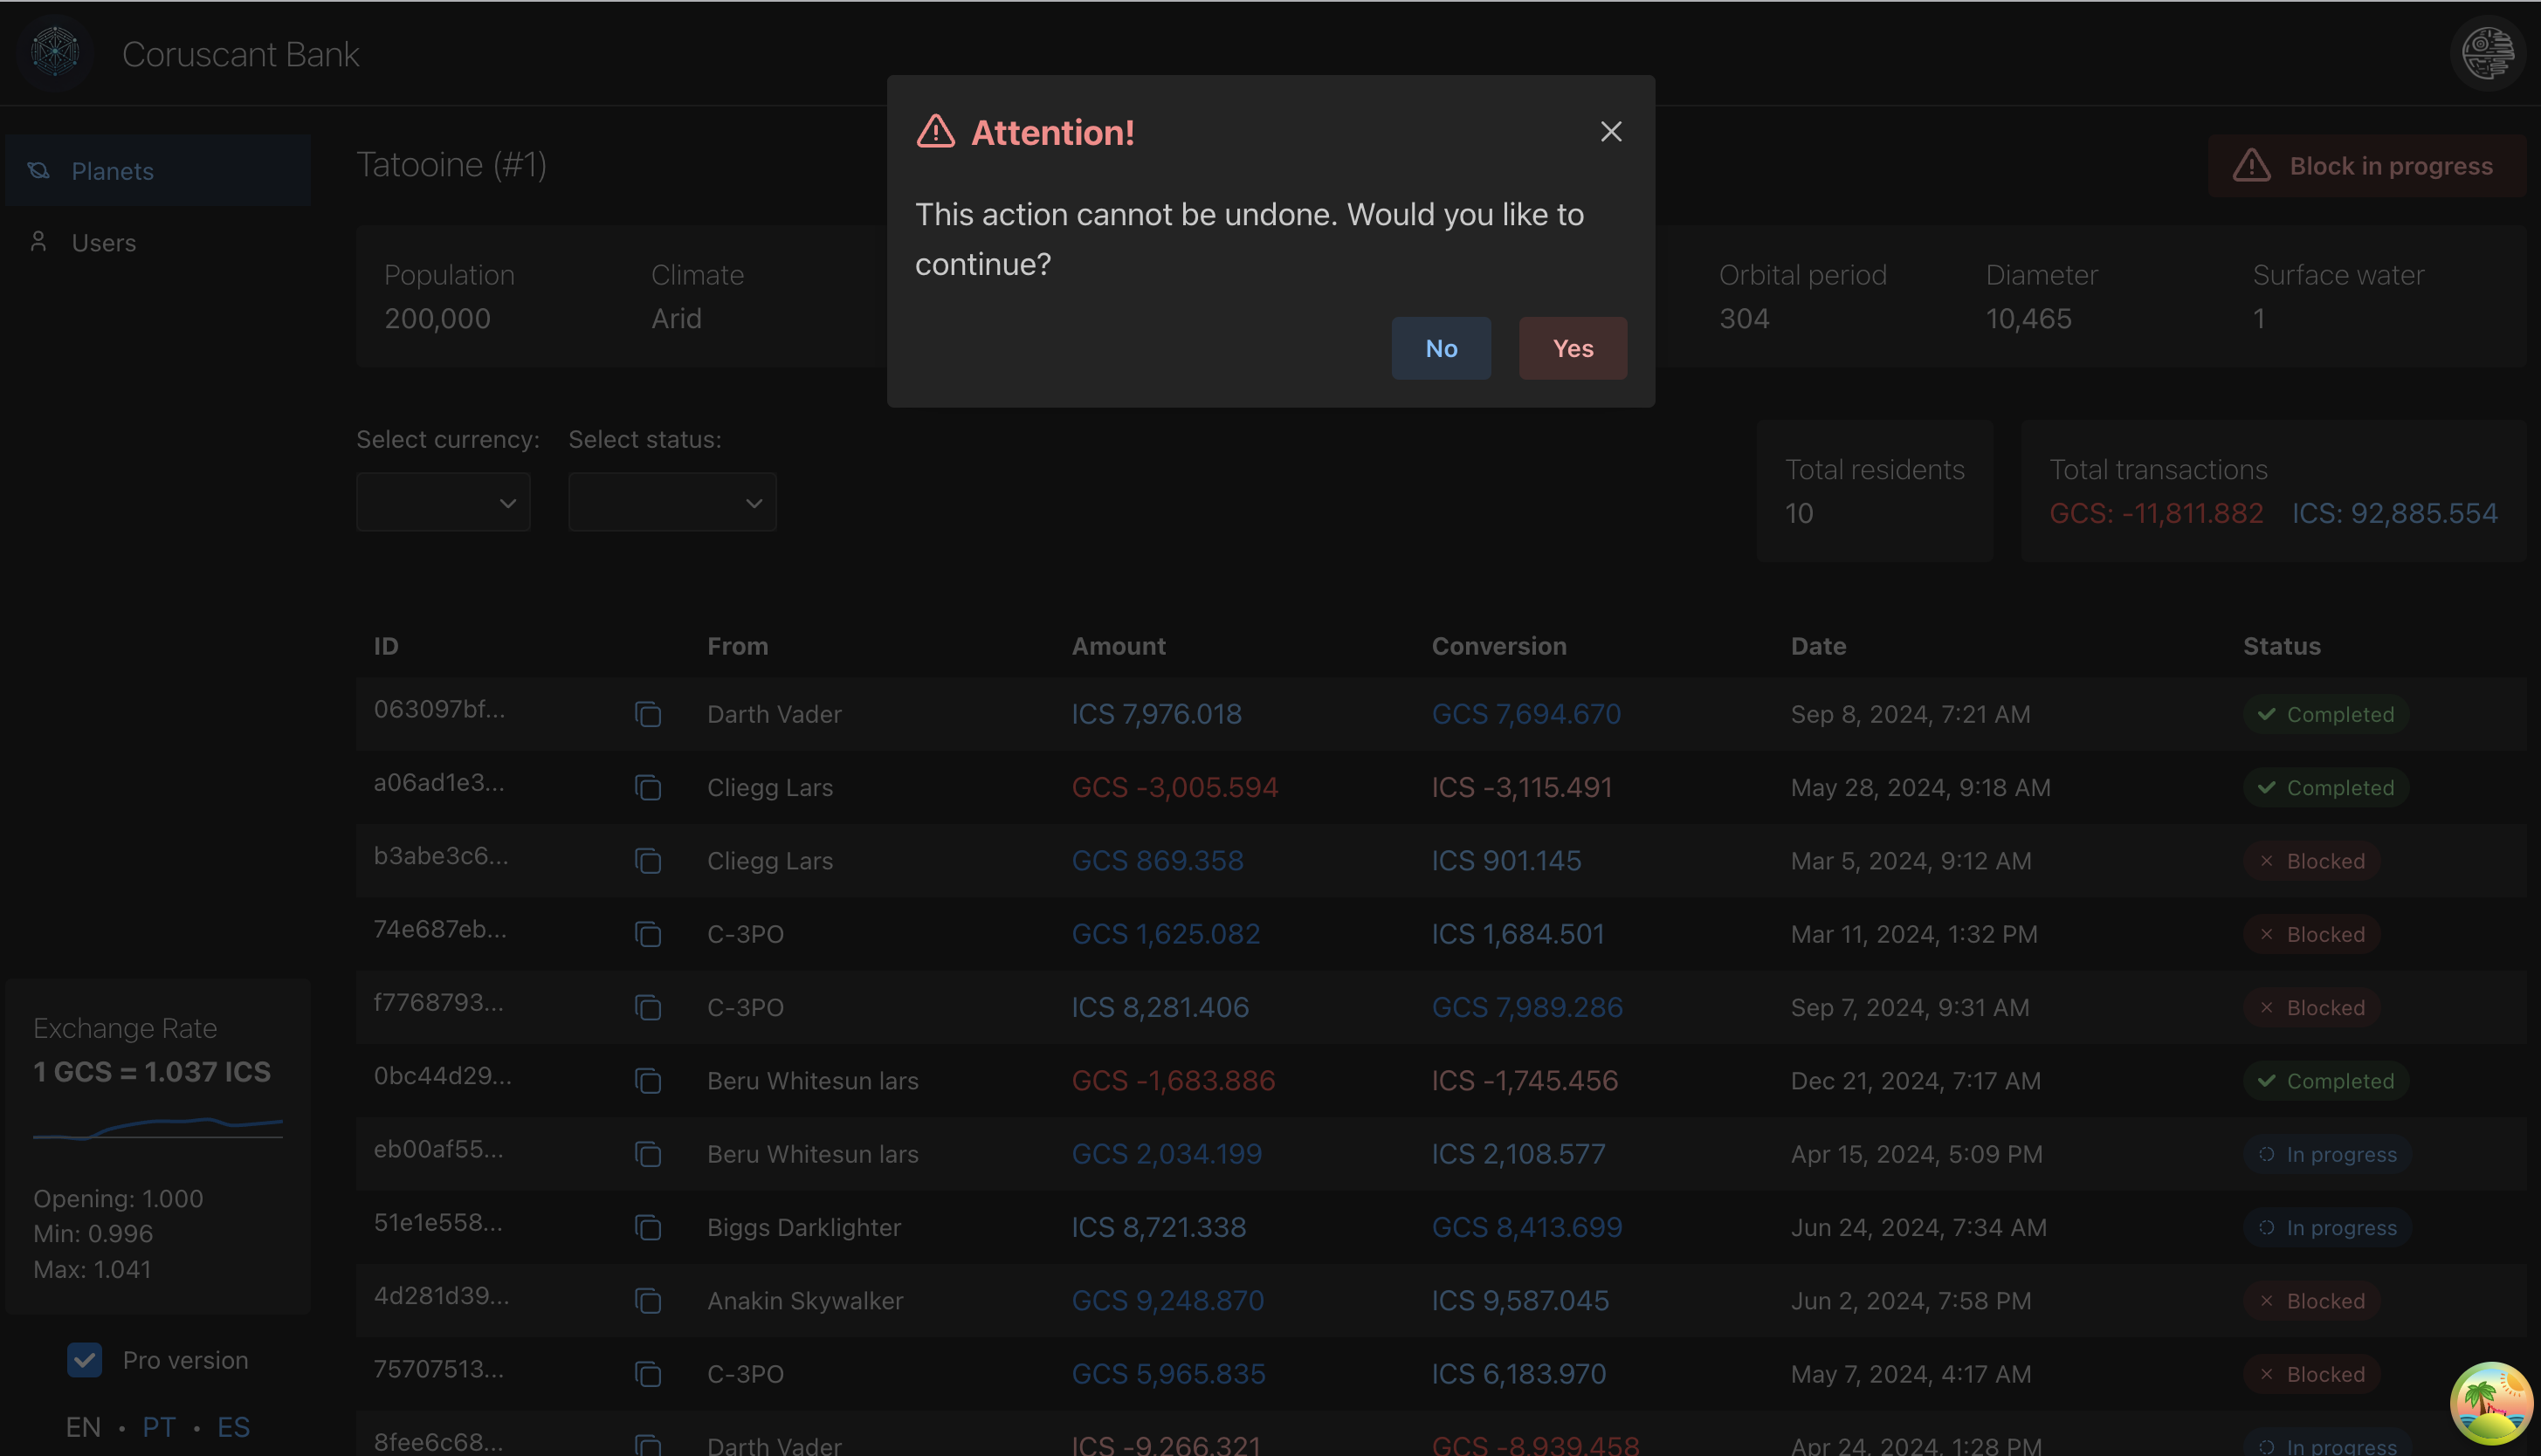 Coruscant Bank
Attention!
This action cannot be undone. Would you like to
continue?
No Yes
Planets
Users
Tatooine (#1)
Block in progress
Population Climate Orbital period Diameter Surface water
200,000 Arid 304 10,465 1
Select currency: Select status:
Total residents
10
Total transactions
GCS: -11,811.882 ICS: 92,885.554
ID From Amount Conversion Date Status
063097bf... Darth Vader ICS 7,976.018 GCS 7,694.670 Sep 8, 2024, 7:21 AM Completed
a06ad1e3... Cliegg Lars GCS -3,005.594 ICS -3,115.491 May 28, 2024, 9:18 AM Completed
b3abe3c6... Cliegg Lars GCS 869.358 ICS 901.145 Mar 5, 2024, 9:12 AM Blocked
74e687eb... C-3PO GCS 1,625.082 ICS 1,684.501 Mar 11, 2024, 1:32 PM Blocked
f7768793... C-3PO ICS 8,281.406 GCS 7,989.286 Sep 7, 2024, 9:31 AM Blocked
0bc44d29... Beru Whitesun lars GCS -1,683.886 ICS -1,745.456 Dec 21, 2024, 7:17 AM Completed
eb00af55... Beru Whitesun lars GCS 2,034.199 ICS 2,108.577 Apr 15, 2024, 5:09 PM In progress
51e1e558... Biggs Darklighter ICS 8,721.338 GCS 8,413.699 Jun 24, 2024, 7:34 AM In progress
4d281d39... Anakin Skywalker GCS 9,248.870 ICS 9,587.045 Jun 2, 2024, 7:58 PM Blocked
75707513... C-3PO GCS 5,965.835 ICS 6,183.970 May 7, 2024, 4:17 AM Blocked
8fee6c68... Darth Vader ICS -9,266.321 GCS -8,939.458 Apr 24, 2024, 1:28 PM In progress
Exchange Rate
1 GCS = 1.037 ICS
Opening: 1.000
Min: 0.996
Max: 1.041
Pro version
EN • PT • ES